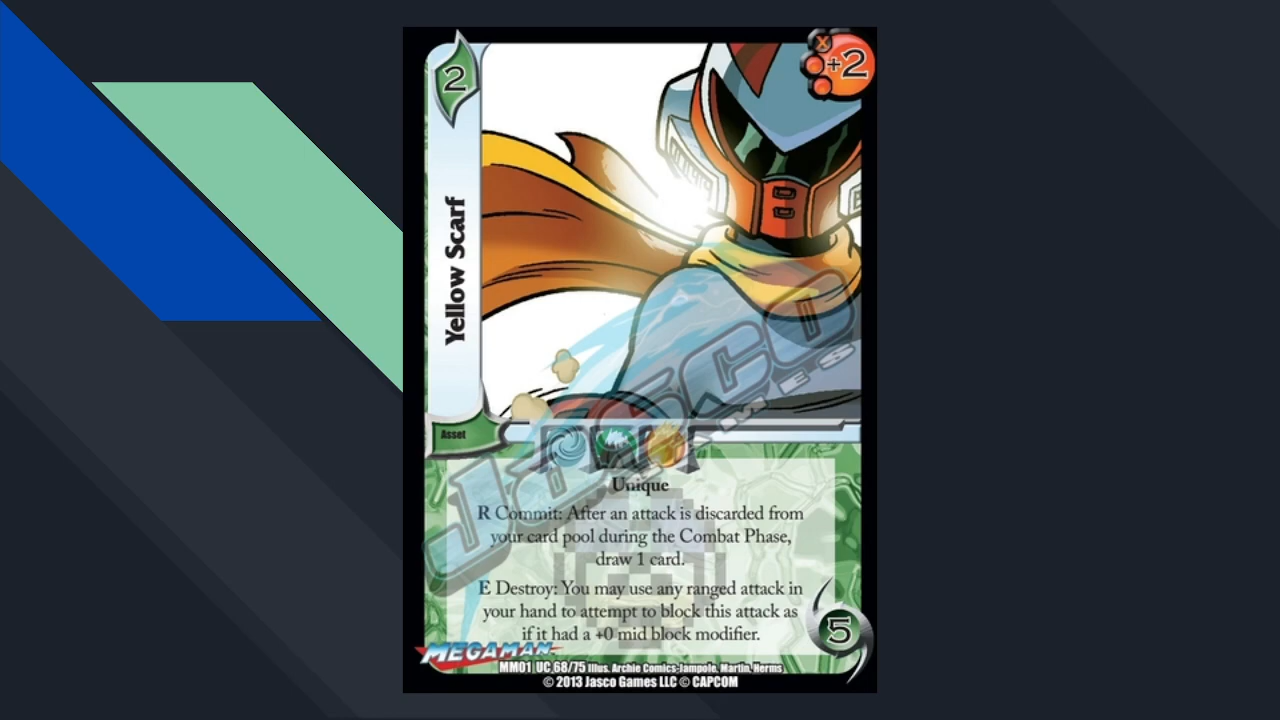 2
X
+2
Yellow Scarf
JASCO
GAMES
Asset
Unique
R Commit: After an attack is discarded from
your card pool during the Combat Phase,
draw 1 card.
E Destroy: You may use any ranged attack in
your hand to attempt to block this attack as
if it had a +0 mid block modifier.
5
MEGAMAN
MM01 UC 68/75 Illus. Archie Comics-Jampole, Martin, Herms
© 2013 Jasco Games LLC © CAPCOM